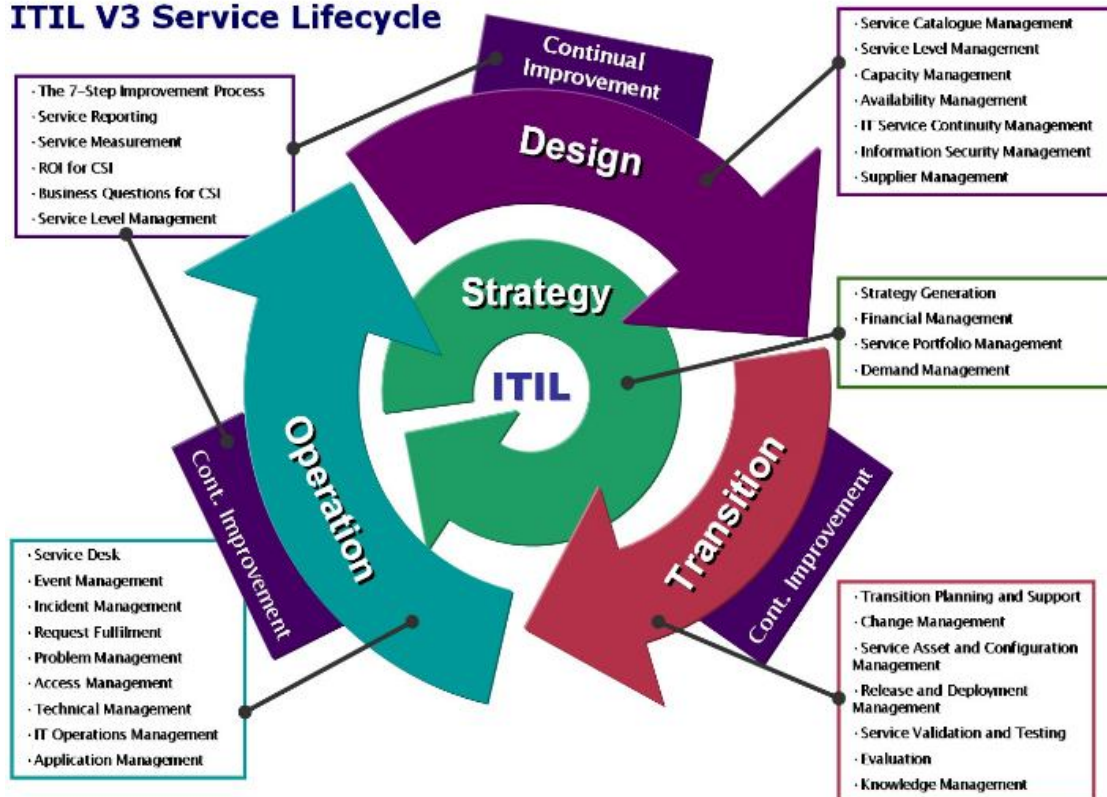 ITIL V3 Service Lifecycle
Continual
Improvement
· The 7-Step Improvement Process
· Service Reporting
· Service Measurement
· ROI for CSI
· Business Questions for CSI
· Service Level Management
· Service Catalogue Management
· Service Level Management
· Capacity Management
· Availability Management
· IT Service Continuity Management
· Information Security Management
· Supplier Management
Design
Strategy
ITIL
· Strategy Generation
· Financial Management
· Service Portfolio Management
· Demand Management
Operation
Transition
Cont. Improvement
Cont. Improvement
· Service Desk
· Event Management
· Incident Management
· Request Fulfilment
· Problem Management
· Access Management
· Technical Management
· IT Operations Management
· Application Management
· Transition Planning and Support
· Change Management
· Service Asset and Configuration
Management
· Release and Deployment
Management
· Service Validation and Testing
· Evaluation
· Knowledge Management